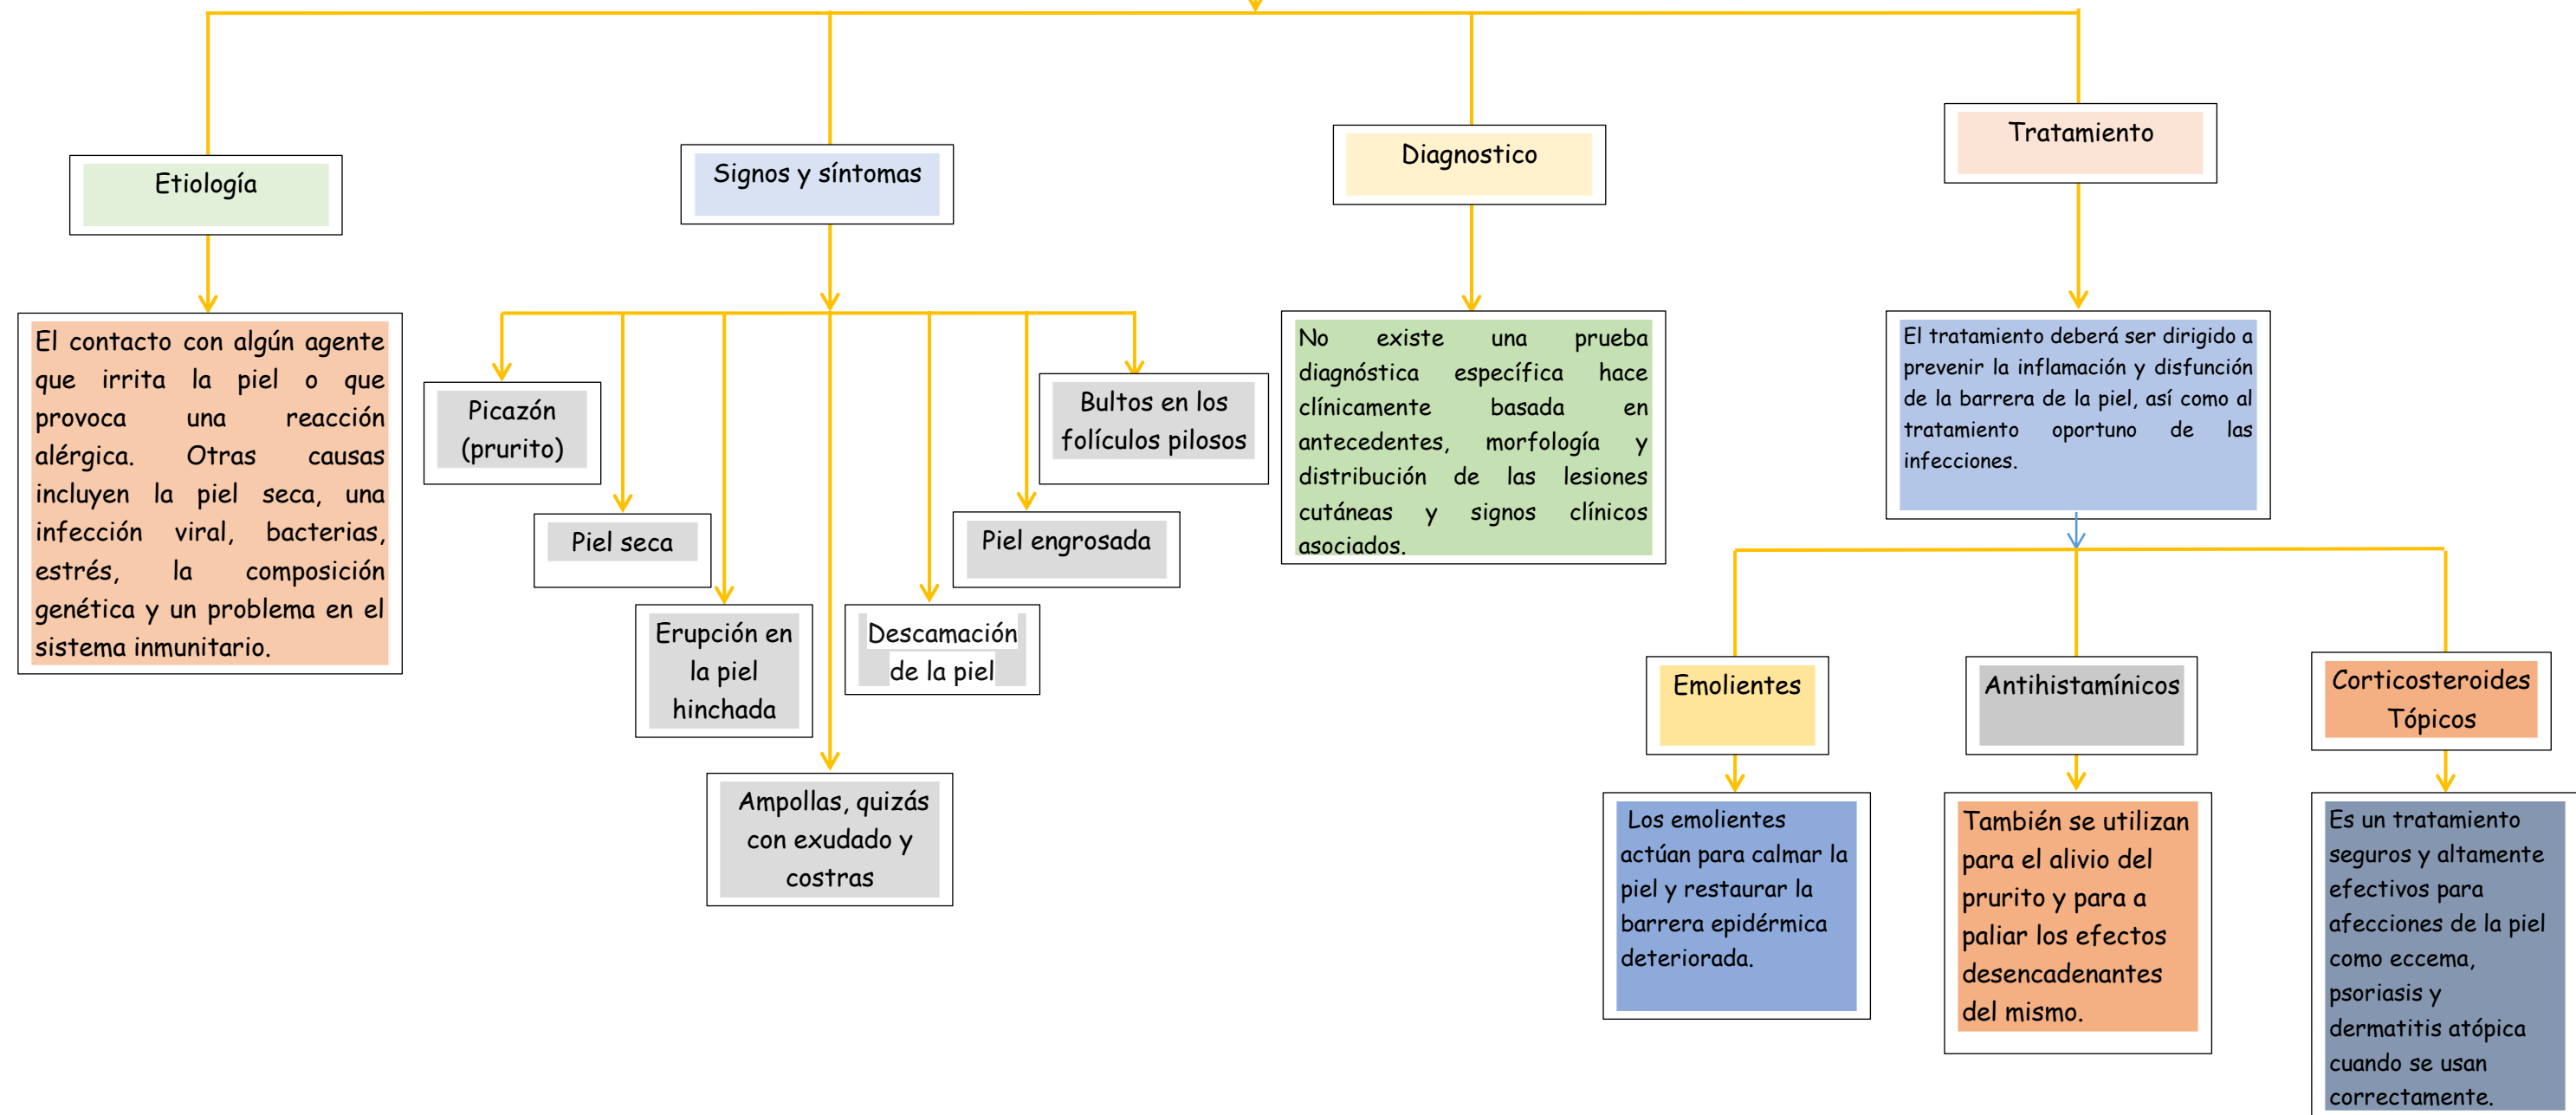 Etiología
El contacto con algún agente
que irrita la piel o que
provoca una reacción
alérgica. Otras causas
incluyen la piel seca, una
infección viral, bacterias,
estrés, la composición
genética y un problema en el
sistema inmunitario.
Signos y síntomas
Picazón
(prurito)
Piel seca
Erupción en
la piel
hinchada
Ampollas, quizás
con exudado y
costras
Descamación
de la piel
Piel engrosada
Bultos en los
folículos pilosos
Diagnostico
No existe una prueba
diagnóstica específica hace
clínicamente basada en
antecedentes, morfología y
distribución de las lesiones
cutáneas y signos clínicos
asociados.
Tratamiento
El tratamiento deberá ser dirigido a
prevenir la inflamación y disfunción
de la barrera de la piel, así como al
tratamiento oportuno de las
infecciones.
Emolientes
Los emolientes
actúan para calmar la
piel y restaurar la
barrera epidérmica
deteriorada.
Antihistamínicos
También se utilizan
para el alivio del
prurito y para a
paliar los efectos
desencadenantes
del mismo.
Corticosteroides
Tópicos
Es un tratamiento
seguros y altamente
efectivos para
afecciones de la piel
como eccema,
psoriasis y
dermatitis atópica
cuando se usan
correctamente.